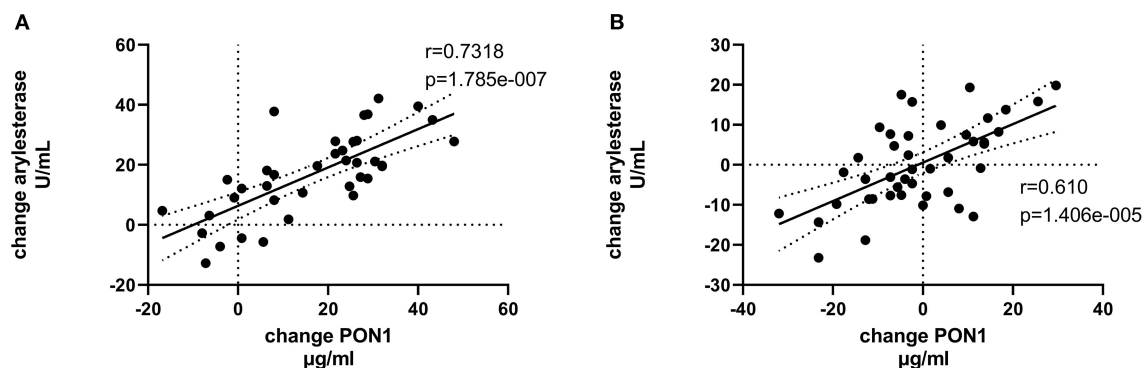 A
change arylesterase
U/mL
60
40
20
0
-20
-20
0
20
40
60
change PON1
µg/ml
r=0.7318
p=1.785e-007
B
change arylesterase
U/mL
30
20
10
0
-10
-20
-30
-40
-20
0
20
40
change PON1
µg/ml
r=0.610
p=1.406e-005